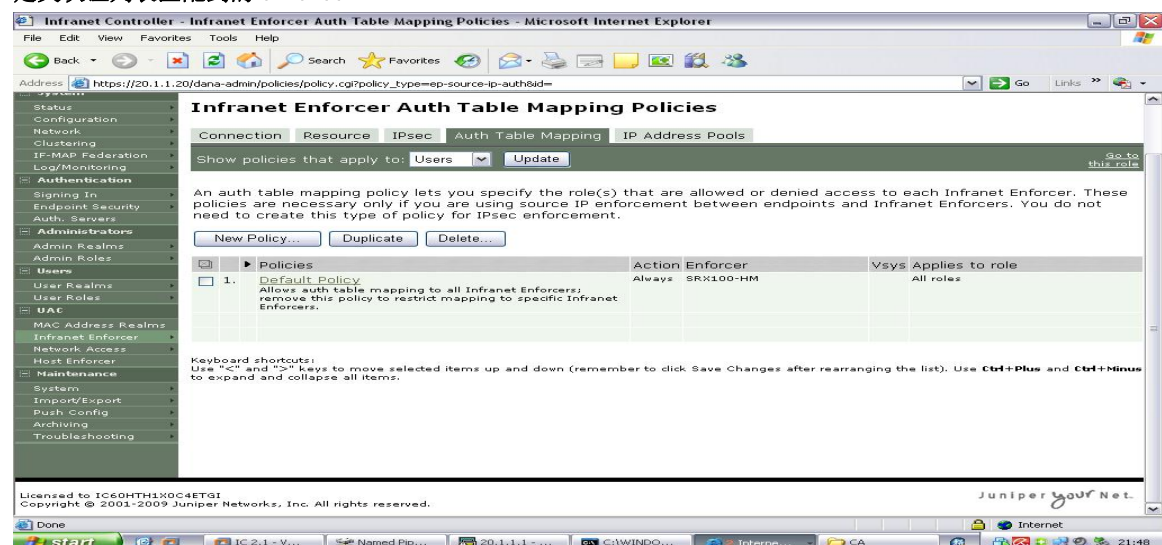 Infranet Controller - Infranet Enforcer Auth Table Mapping Policies - Microsoft Internet Explorer
File Edit View Favorites Tools Help
Back Search Favorites
Address https://20.1.1.20/dana-admin/policies/policy.cgi?policy_type=ep-source-ip-auth&id= Go Links
System
Status
Configuration
Network
Clustering
IF-MAP Federation
Log/Monitoring
Authentication
Signing In
Endpoint Security
Auth. Servers
Administrators
Admin Realms
Admin Roles
Users
User Realms
User Roles
UAC
MAC Address Realms
Infranet Enforcer
Network Access
Host Enforcer
Maintenance
System
Import/Export
Push Config
Archiving
Troubleshooting
Infranet Enforcer Auth Table Mapping Policies
Connection Resource IPsec Auth Table Mapping IP Address Pools
Show policies that apply to: Users Update Go to
this role
An auth table mapping policy lets you specify the role(s) that are allowed or denied access to each Infranet Enforcer. These
policies are necessary only if you are using source IP enforcement between endpoints and Infranet Enforcers. You do not
need to create this type of policy for IPsec enforcement.
New Policy... Duplicate Delete...
Policies Action Enforcer Vsys Applies to role
1. Default Policy Always SRX100-HM All roles
Allows auth table mapping to all Infranet Enforcers;
remove this policy to restrict mapping to specific Infranet
Enforcers.
Keyboard shortcuts:
Use "<" and ">" keys to move selected items up and down (remember to click Save Changes after rearranging the list). Use Ctrl+Plus and Ctrl+Minus
to expand and collapse all items.
Licensed to IC60HTH1X0C4ETGI
Copyright © 2001-2009 Juniper Networks, Inc. All rights reserved.
Juniper your Net.
Done Internet
start IC 2.1 - V... Named Pip... 20.1.1.1 - ... C:\WINDO... Interne... CA 21:48